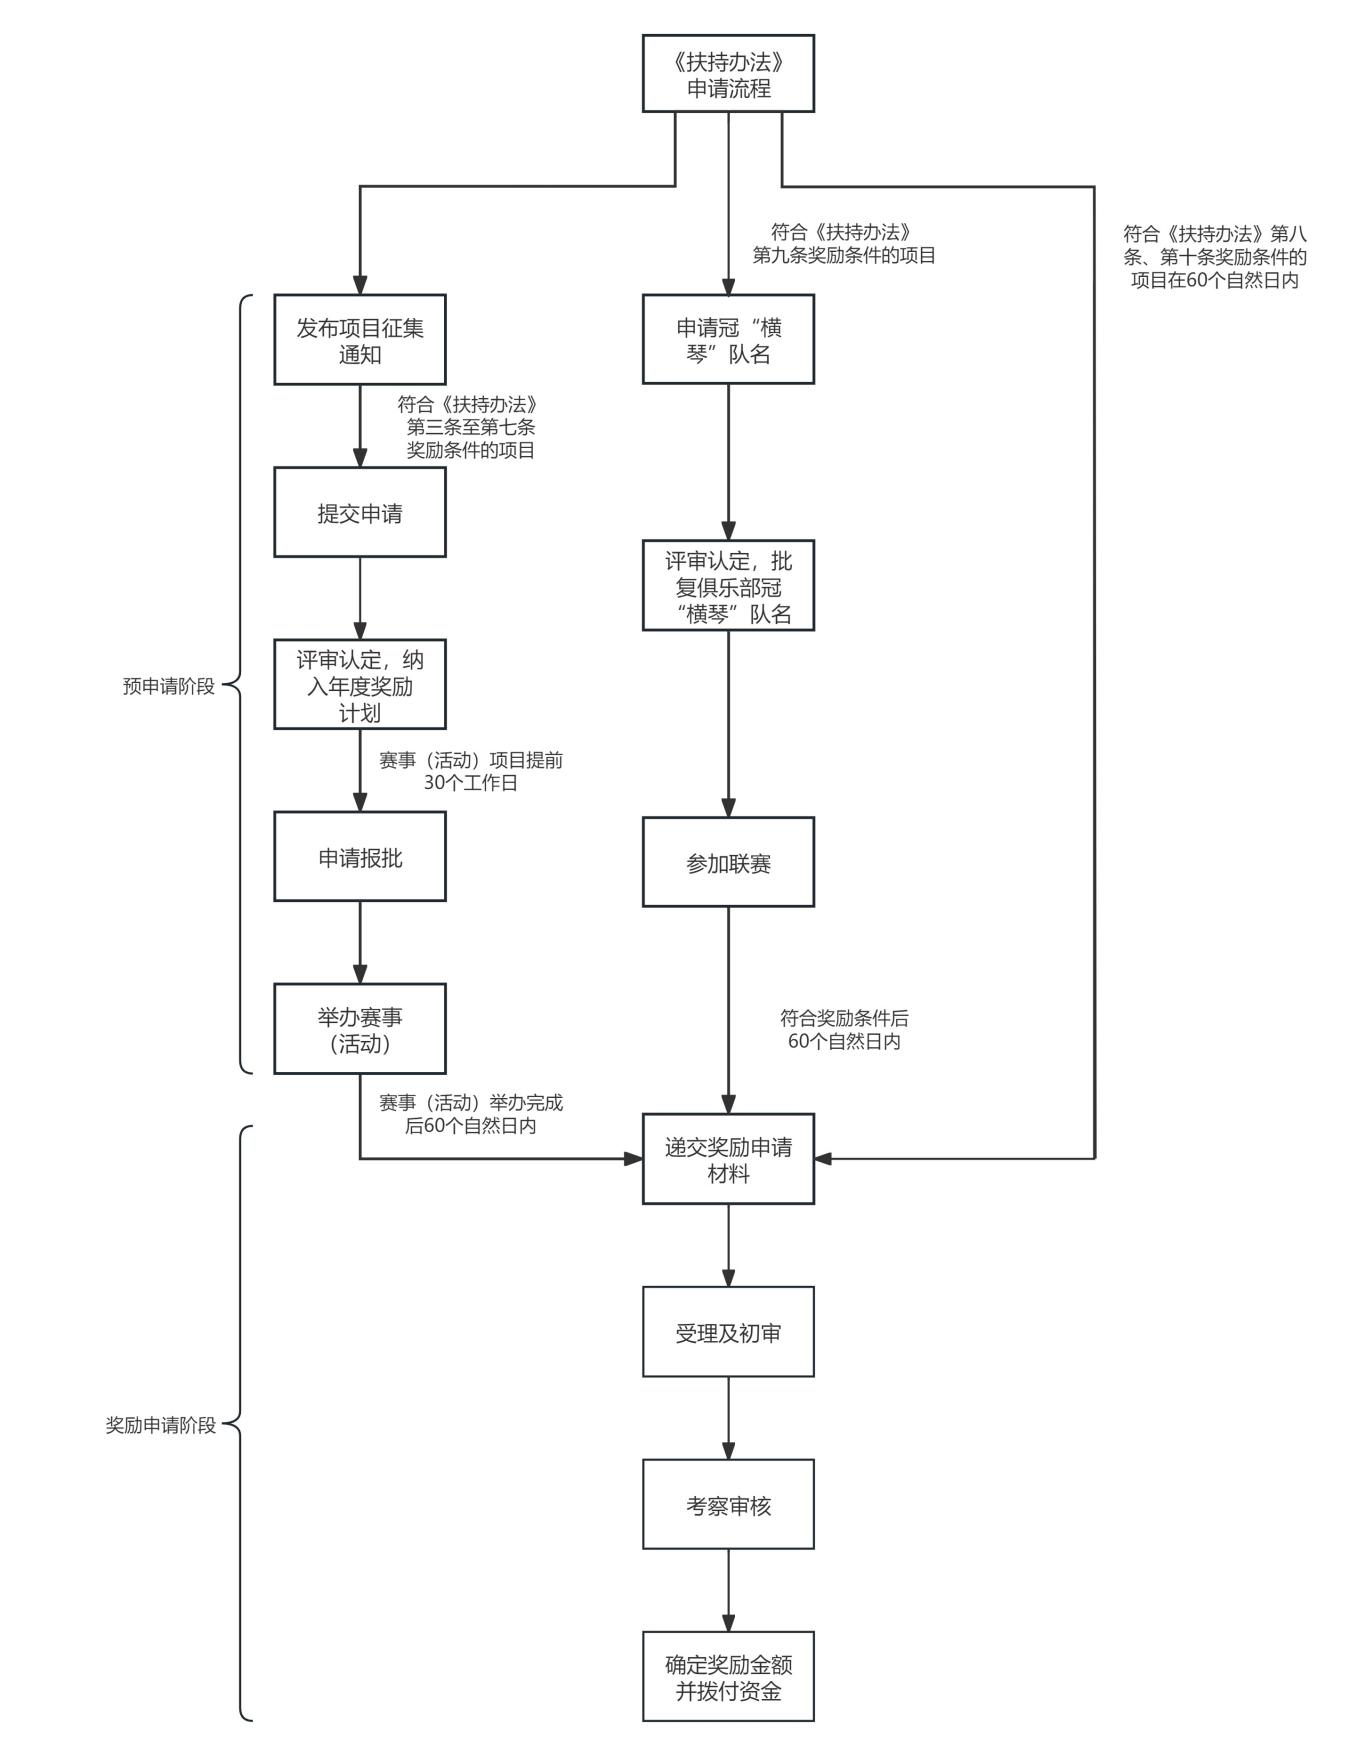 《扶持办法》
申请流程
符合《扶持办法》
第九条奖励条件的项目
符合《扶持办法》第八
条、第十条奖励条件的
项目在60个自然日内
发布项目征集
通知
申请冠“横
琴”队名
符合《扶持办法》
第三条至第七条
奖励条件的项目
提交申请
评审认定，批
复俱乐部冠
“横琴”队名
评审认定，纳
入年度奖励
计划
预申请阶段
赛事（活动）项目提前
30个工作日
申请报批
参加联赛
举办赛事
（活动）
符合奖励条件后
60个自然日内
赛事（活动）举办完成
后60个自然日内
递交奖励申请
材料
受理及初审
奖励申请阶段
考察审核
确定奖励金额
并拨付资金